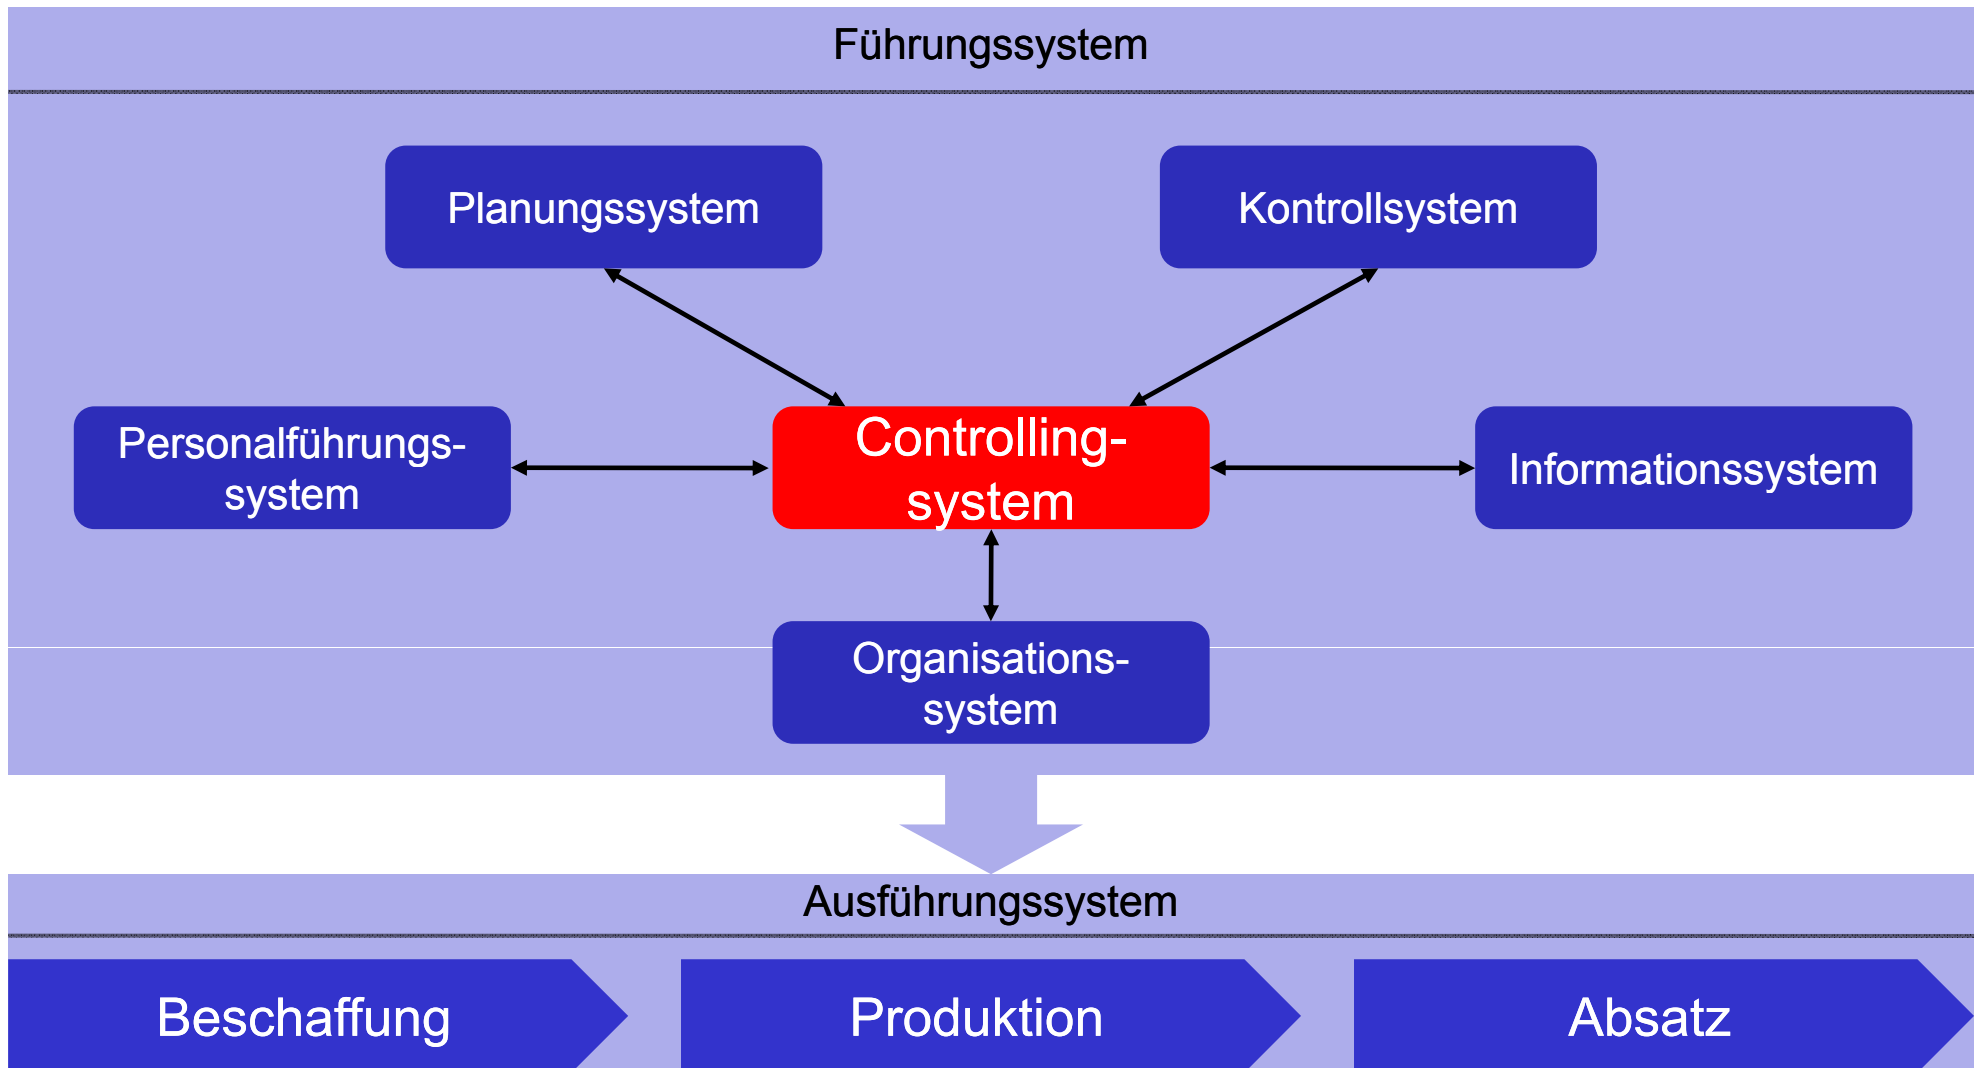 Führungssystem
Planungssystem
Kontrollsystem
Personalführungs-
system
Controlling-
system
Informationssystem
Organisations-
system
Ausführungssystem
Beschaffung
Produktion
Absatz